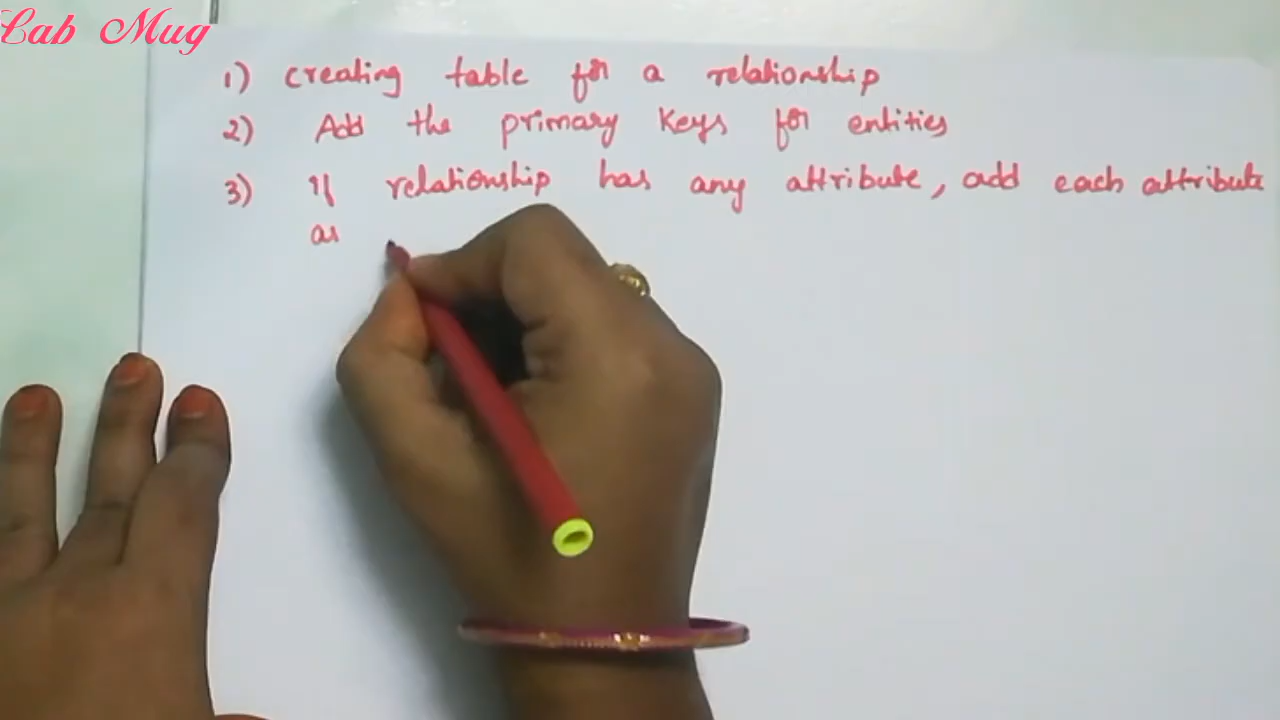 Lab Mug
1) creating table for a relationship
2) Add the primary keys for entities
3) If relationship has any attribute, add each attribute
as